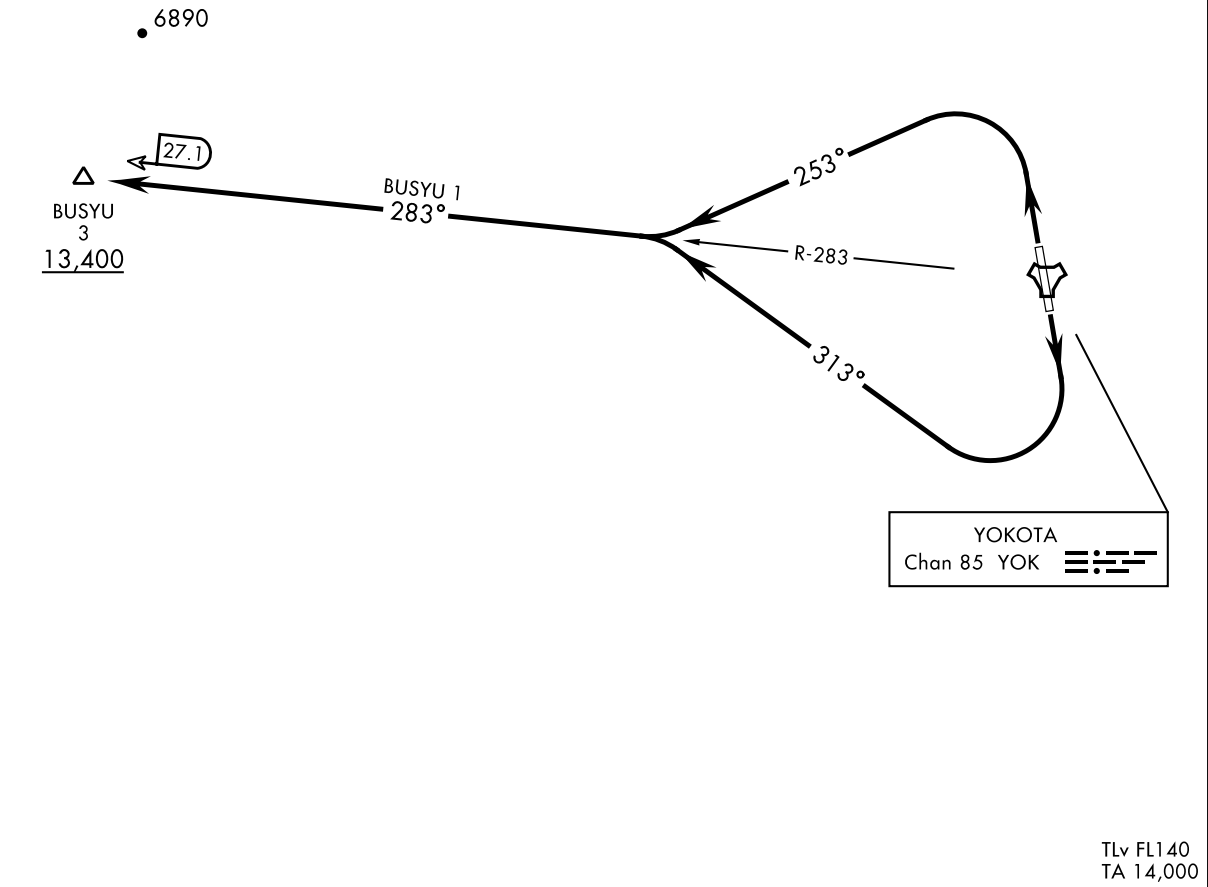 6890
27.1
BUSYU
3
13,400
BUSYU 1
283°
253°
R-283
313°
YOKOTA
Chan 85 YOK
TLv FL140
TA 14,000